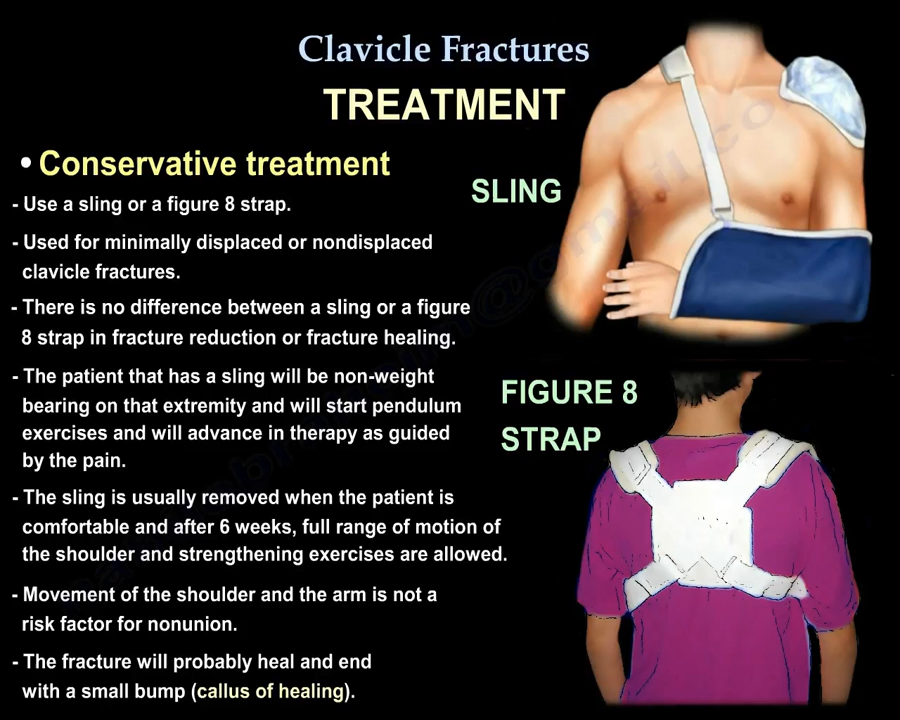 Clavicle Fractures
TREATMENT
• Conservative treatment
- Use a sling or a figure 8 strap.
- Used for minimally displaced or nondisplaced
clavicle fractures.
- There is no difference between a sling or a figure
8 strap in fracture reduction or fracture healing.
- The patient that has a sling will be non-weight
bearing on that extremity and will start pendulum
exercises and will advance in therapy as guided
by the pain.
- The sling is usually removed when the patient is
comfortable and after 6 weeks, full range of motion of
the shoulder and strengthening exercises are allowed.
- Movement of the shoulder and the arm is not a
risk factor for nonunion.
- The fracture will probably heal and end
with a small bump (callus of healing).
SLING
FIGURE 8
STRAP